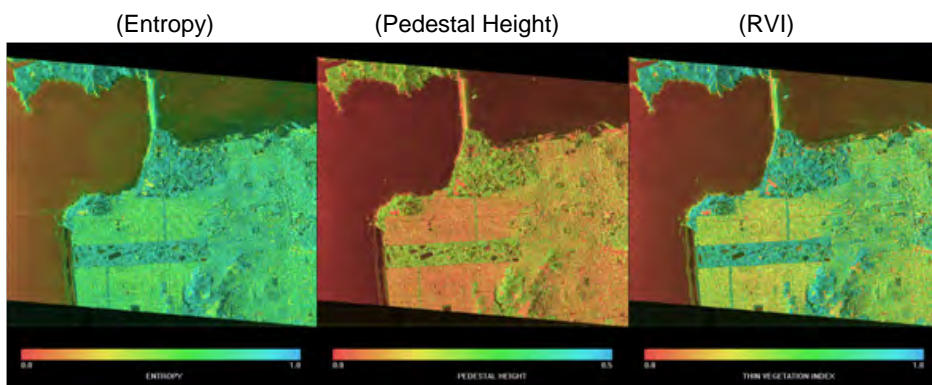 (Entropy)
(Pedestal Height)
(RVI)
0.0
1.0
ENTROPY
0.0
0.5
PEDESTAL HEIGHT
0.0
1.0
THIN VEGETATION INDEX